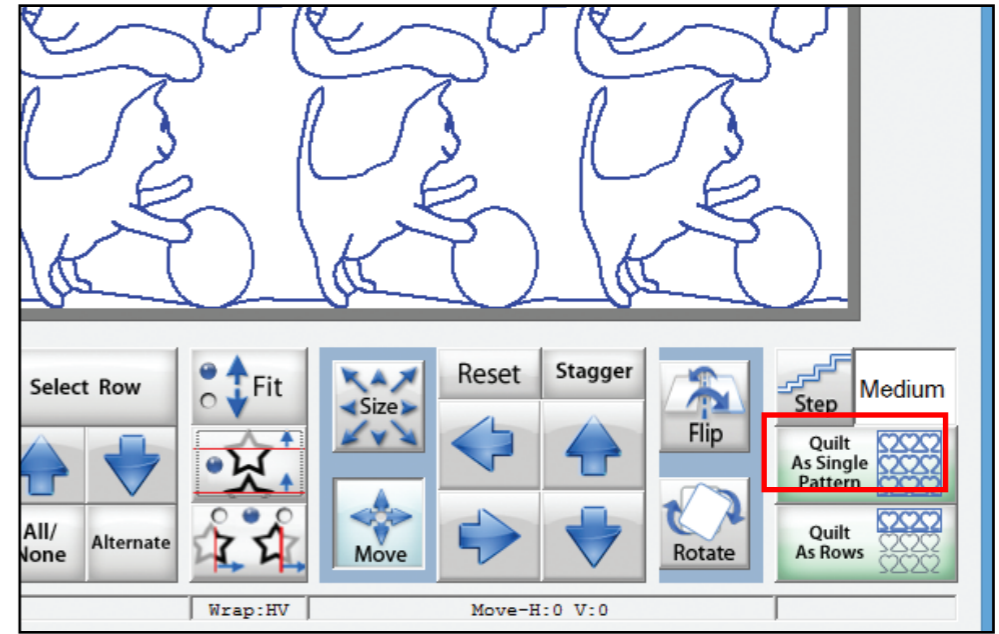 Select Row
All/
None
Alternate
Fit
Size
Move
Reset
Stagger
Flip
Rotate
Step
Medium
Quilt
As Single
Pattern
Quilt
As Rows
Wrap:HV
Move-H:0 V:0